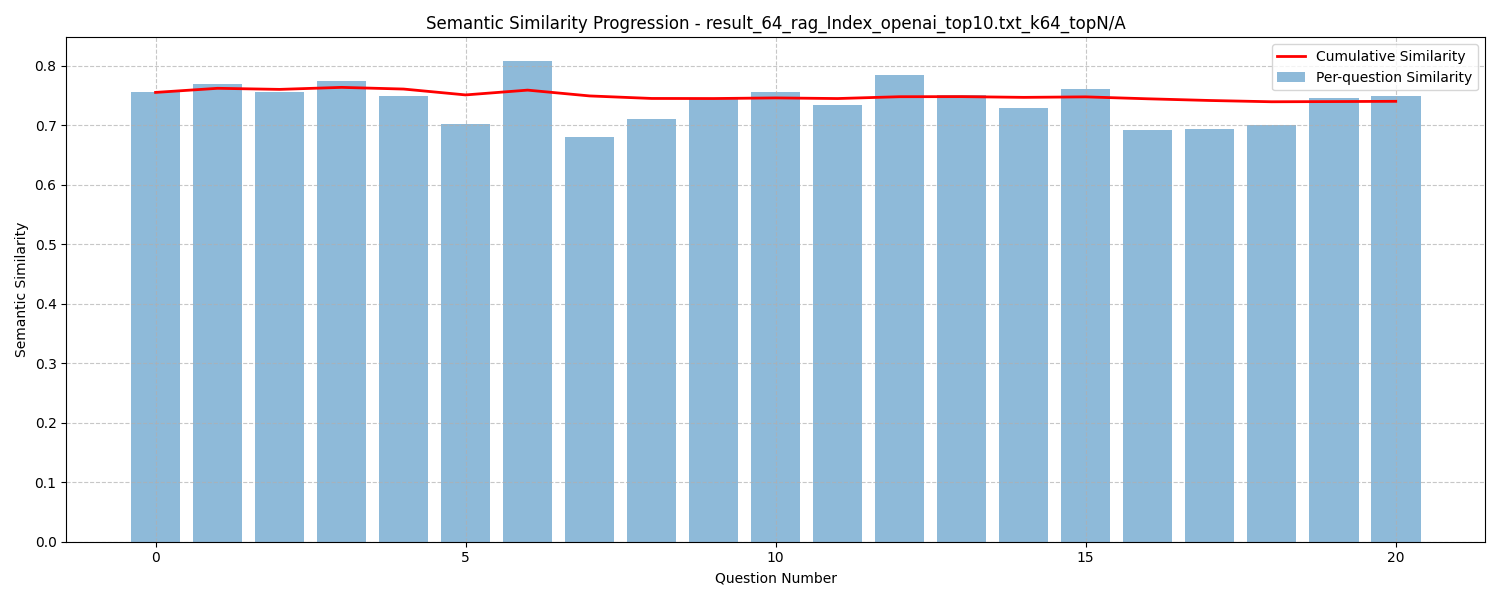 Semantic Similarity Progression - result_64_rag_Index_openai_top10.txt_k64_topN/A
Cumulative Similarity
Per-question Similarity
Semantic Similarity
0.8
0.7
0.6
0.5
0.4
0.3
0.2
0.1
0.0
0 5 10 15 20
Question Number